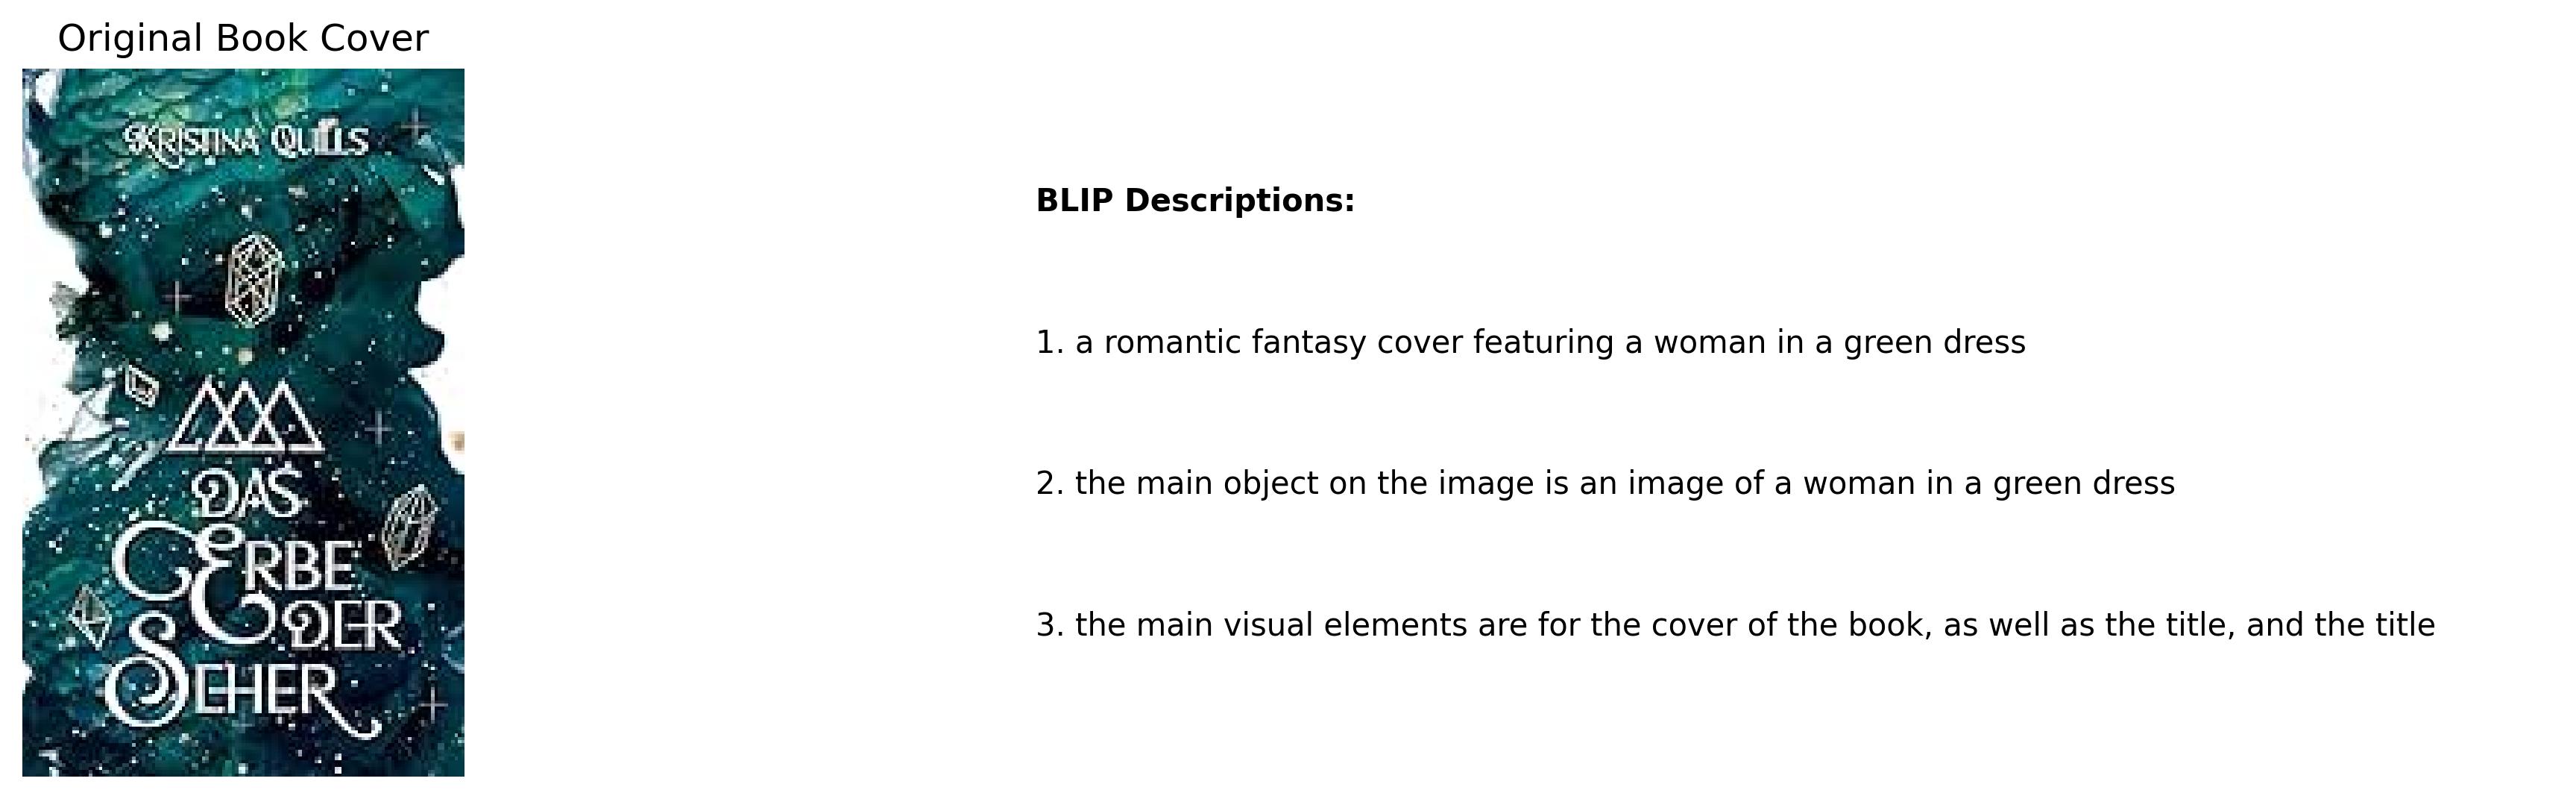 Original Book Cover
KRISTINA QUILLS
DAS
ERBE
DER
SEHER
BLIP Descriptions:
1. a romantic fantasy cover featuring a woman in a green dress
2. the main object on the image is an image of a woman in a green dress
3. the main visual elements are for the cover of the book, as well as the title, and the title